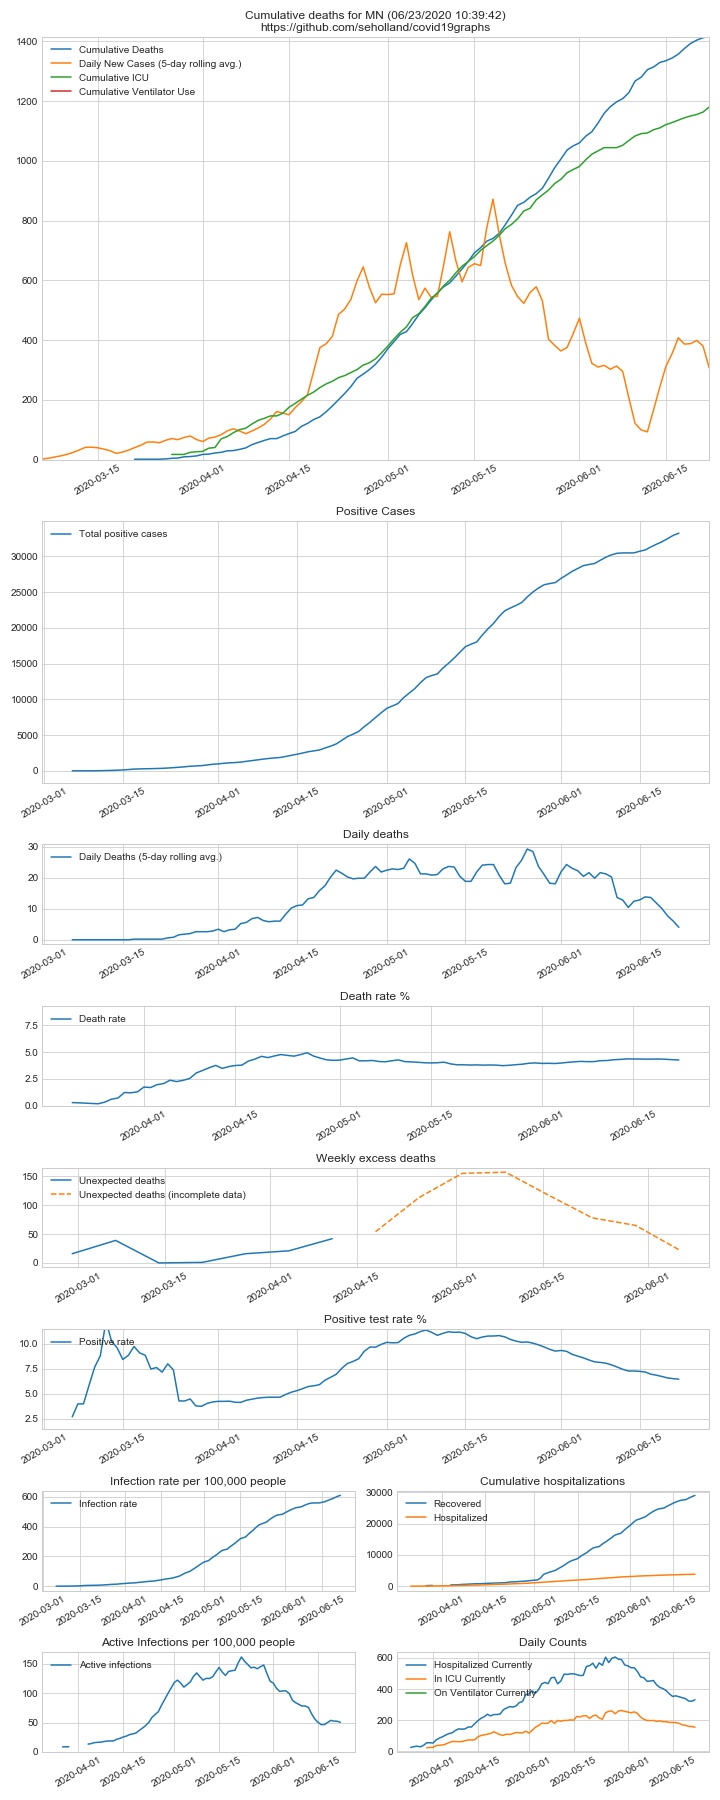 Cumulative deaths for MN (06/23/2020 10:39:42)
https://github.com/seholland/covid19graphs
Cumulative Deaths
Daily New Cases (5-day rolling avg.)
Cumulative ICU
Cumulative Ventilator Use
1400
1200
1000
800
600
400
200
0
2020-03-15 2020-04-01 2020-04-15 2020-05-01 2020-05-15 2020-06-01 2020-06-15
Positive Cases
Total positive cases
30000
25000
20000
15000
10000
5000
0
2020-03-01 2020-03-15 2020-04-01 2020-04-15 2020-05-01 2020-05-15 2020-06-01 2020-06-15
Daily deaths
Daily Deaths (5-day rolling avg.)
30
20
10
0
2020-03-01 2020-03-15 2020-04-01 2020-04-15 2020-05-01 2020-05-15 2020-06-01 2020-06-15
Death rate %
Death rate
7.5
5.0
2.5
0.0
2020-04-01 2020-04-15 2020-05-01 2020-05-15 2020-06-01 2020-06-15
Weekly excess deaths
Unexpected deaths
Unexpected deaths (incomplete data)
150
100
50
0
2020-03-01 2020-03-15 2020-04-01 2020-04-15 2020-05-01 2020-05-15 2020-06-01
Positive test rate %
Positive rate
10.0
7.5
5.0
2.5
2020-03-01 2020-03-15 2020-04-01 2020-04-15 2020-05-01 2020-05-15 2020-06-01 2020-06-15
Infection rate per 100,000 people
Infection rate
600
400
200
0
2020-03-01 2020-03-15 2020-04-01 2020-04-15 2020-05-01 2020-05-15 2020-06-01 2020-06-15
Cumulative hospitalizations
Recovered
Hospitalized
30000
20000
10000
0
2020-04-01 2020-04-15 2020-05-01 2020-05-15 2020-06-01 2020-06-15
Active Infections per 100,000 people
Active infections
150
100
50
0
2020-04-01 2020-04-15 2020-05-01 2020-05-15 2020-06-01 2020-06-15
Daily Counts
Hospitalized Currently
In ICU Currently
On Ventilator Currently
600
400
200
0
2020-04-01 2020-04-15 2020-05-01 2020-05-15 2020-06-01 2020-06-15